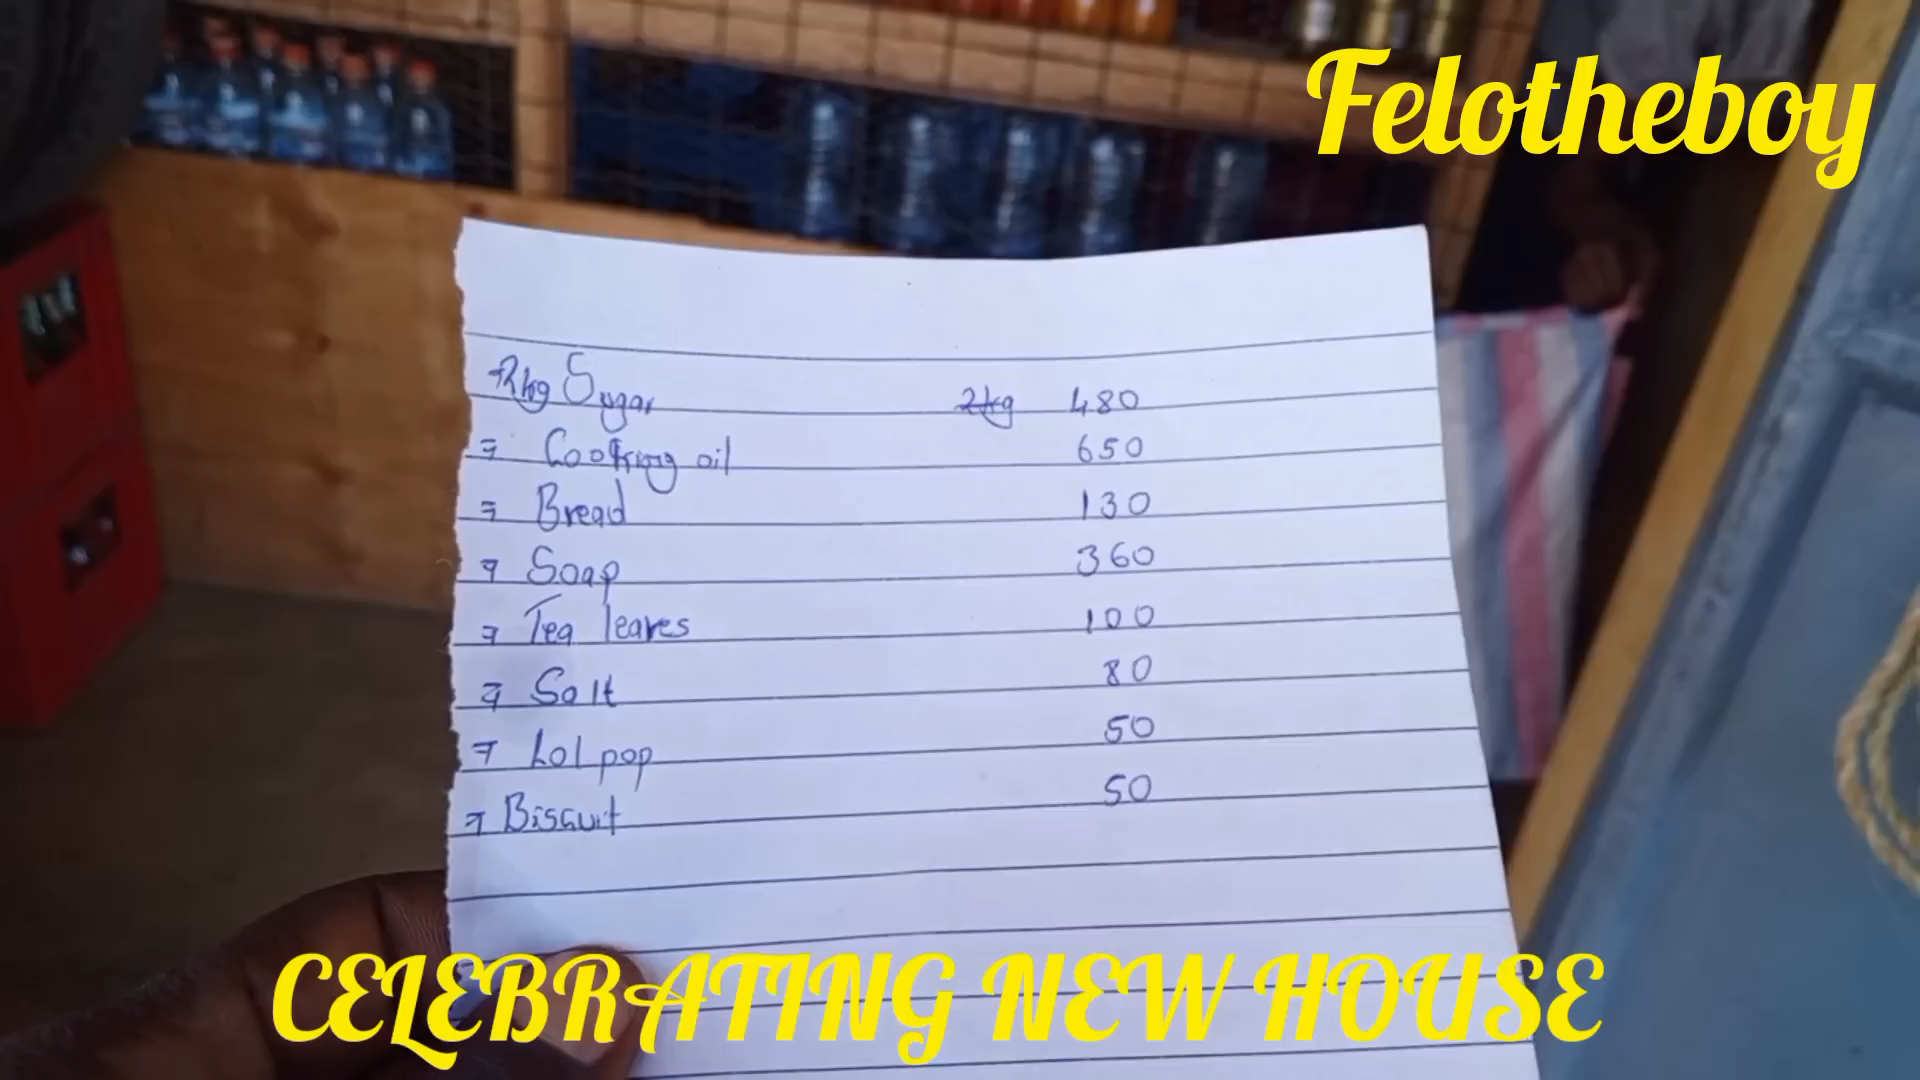 Felotheboy
2kg Sugar 2kg 480
Cooking oil 650
Bread 130
Soap 360
Tea leaves 100
Salt 80
Lol pop 50
Biscuit 50
CELEBRATING NEW HOUSE